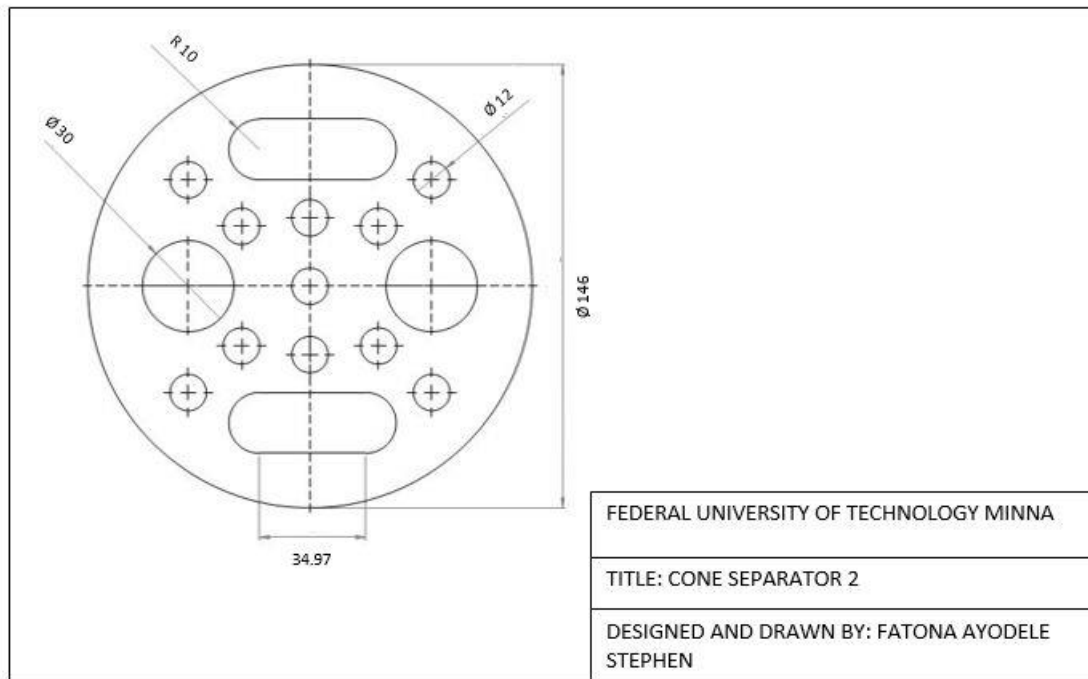 R 10
Ø 12
Ø 30
Ø 146
34.97
FEDERAL UNIVERSITY OF TECHNOLOGY MINNA
TITLE: CONE SEPARATOR 2
DESIGNED AND DRAWN BY: FATONA AYODELE
STEPHEN